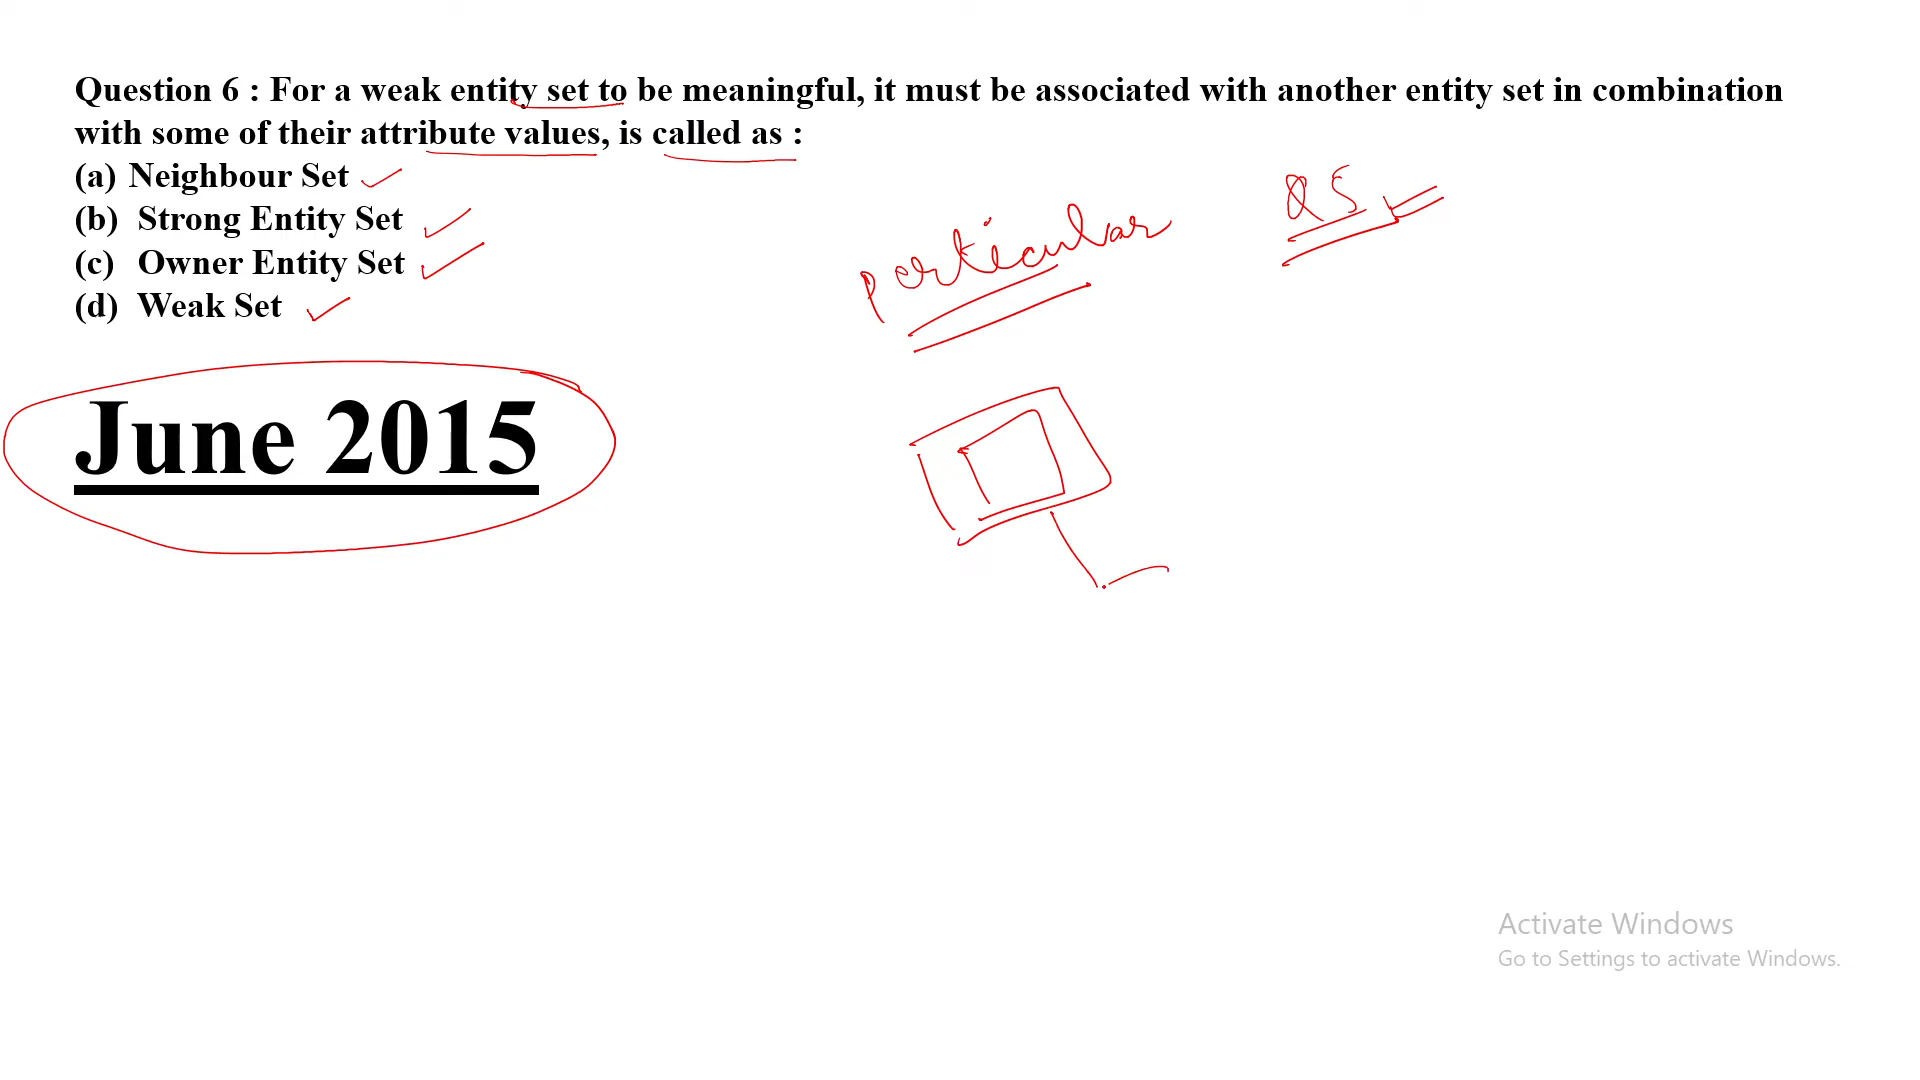 Question 6 : For a weak entity set to be meaningful, it must be associated with another entity set in combination
with some of their attribute values, is called as :
(a) Neighbour Set
(b) Strong Entity Set
(c) Owner Entity Set
(d) Weak Set
particular
Q5
June 2015
Activate Windows
Go to Settings to activate Windows.